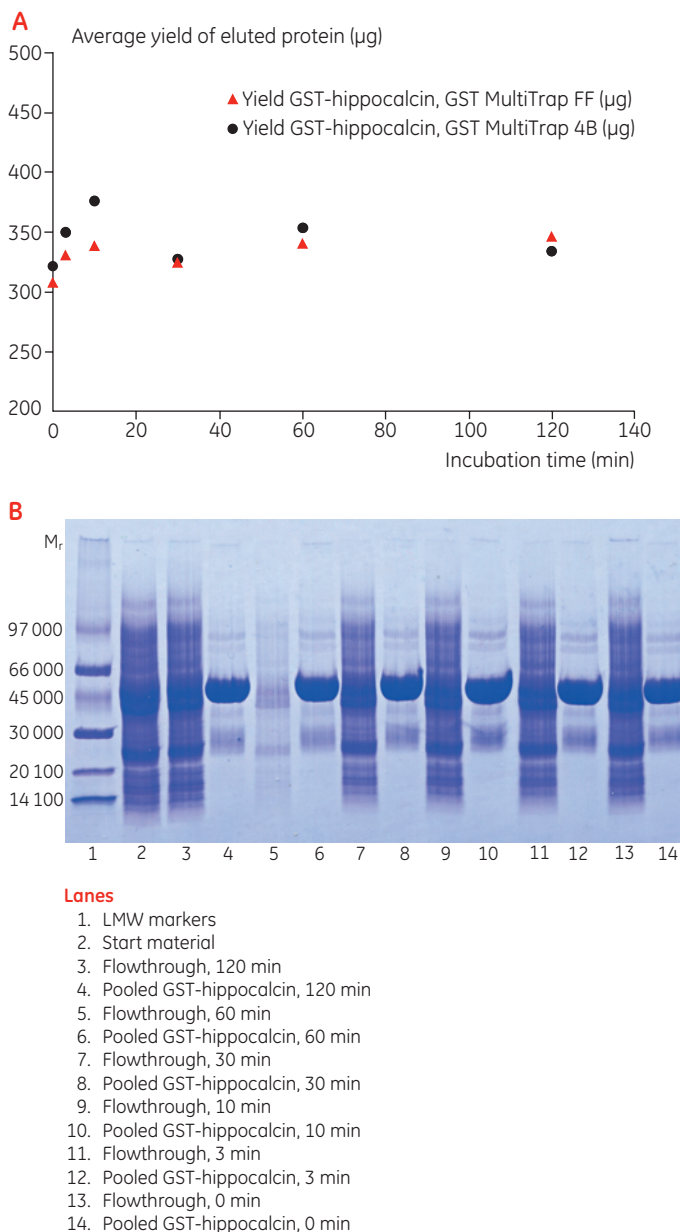 A
Average yield of eluted protein (µg)
500
450
400
350
300
250
200
▲ Yield GST-hippocalcin, GST MultiTrap FF (µg)
● Yield GST-hippocalcin, GST MultiTrap 4B (µg)
0 20 40 60 80 100 120 140
Incubation time (min)
B
Mr
97 000
66 000
45 000
30 000
20 100
14 100
1 2 3 4 5 6 7 8 9 10 11 12 13 14
Lanes
1. LMW markers
2. Start material
3. Flowthrough, 120 min
4. Pooled GST-hippocalcin, 120 min
5. Flowthrough, 60 min
6. Pooled GST-hippocalcin, 60 min
7. Flowthrough, 30 min
8. Pooled GST-hippocalcin, 30 min
9. Flowthrough, 10 min
10. Pooled GST-hippocalcin, 10 min
11. Flowthrough, 3 min
12. Pooled GST-hippocalcin, 3 min
13. Flowthrough, 0 min
14. Pooled GST-hippocalcin, 0 min